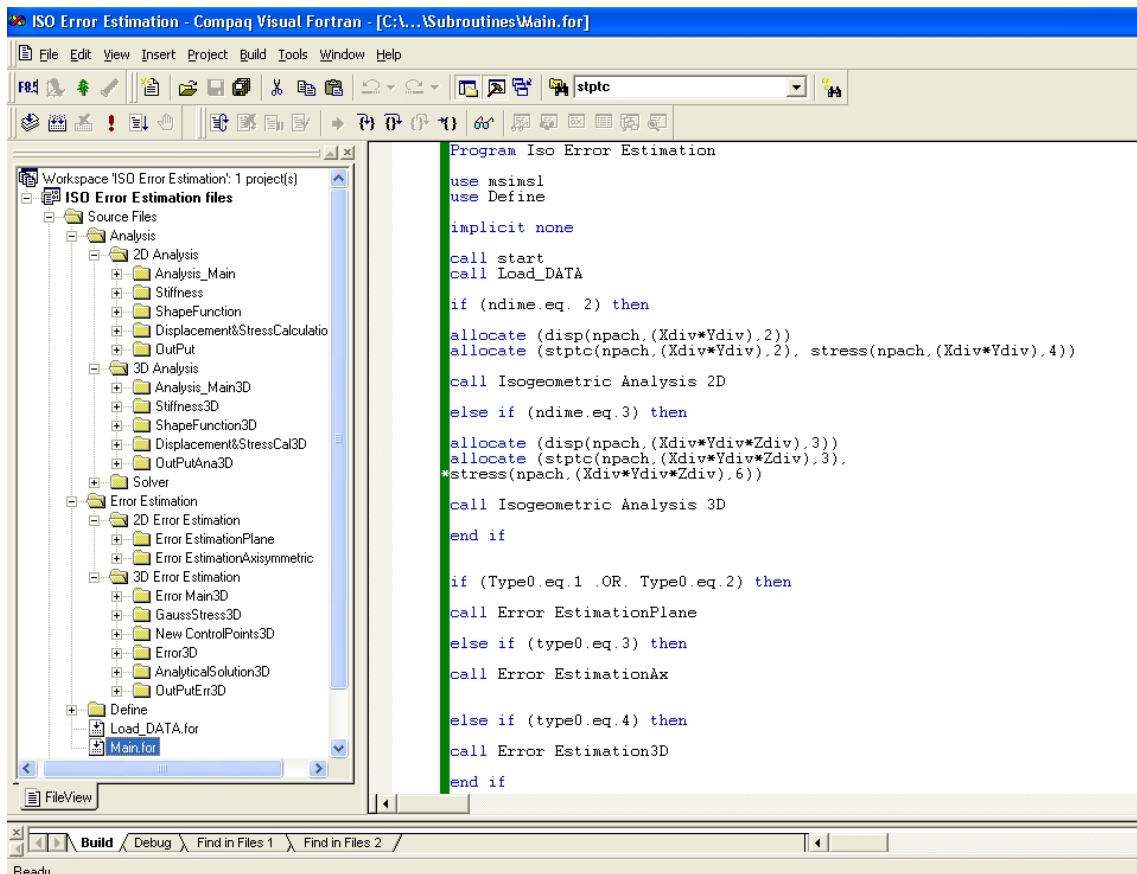 ISO Error Estimation - Compaq Visual Fortran - [C:\...\Subroutines\Main.for]
File Edit View Insert Project Build Tools Window Help
stptc
Workspace 'ISO Error Estimation': 1 project(s)
ISO Error Estimation files
Source Files
Analysis
2D Analysis
Analysis_Main
Stiffness
ShapeFunction
Displacement&StressCalculatio
OutPut
3D Analysis
Analysis_Main3D
Stiffness3D
ShapeFunction3D
Displacement&StressCal3D
OutPutAna3D
Solver
Error Estimation
2D Error Estimation
Error EstimationPlane
Error EstimationAxisymmetric
3D Error Estimation
Error Main3D
GaussStress3D
New ControlPoints3D
Error3D
AnalyticalSolution3D
OutPutErr3D
Define
Load_DATA.for
Main.for
FileView
Program Iso Error Estimation
use msimsl
use Define
implicit none
call start
call Load_DATA
if (ndime.eq. 2) then
allocate (disp(npach,(Xdiv*Ydiv),2))
allocate (stptc(npach,(Xdiv*Ydiv),2), stress(npach,(Xdiv*Ydiv),4))
call Isogeometric Analysis 2D
else if (ndime.eq.3) then
allocate (disp(npach,(Xdiv*Ydiv*Zdiv),3))
allocate (stptc(npach,(Xdiv*Ydiv*Zdiv),3),
*stress(npach,(Xdiv*Ydiv*Zdiv),6))
call Isogeometric Analysis 3D
end if
if (Type0.eq.1 .OR. Type0.eq.2) then
call Error EstimationPlane
else if (type0.eq.3) then
call Error EstimationAx
else if (type0.eq.4) then
call Error Estimation3D
end if
Build Debug Find in Files 1 Find in Files 2
Ready